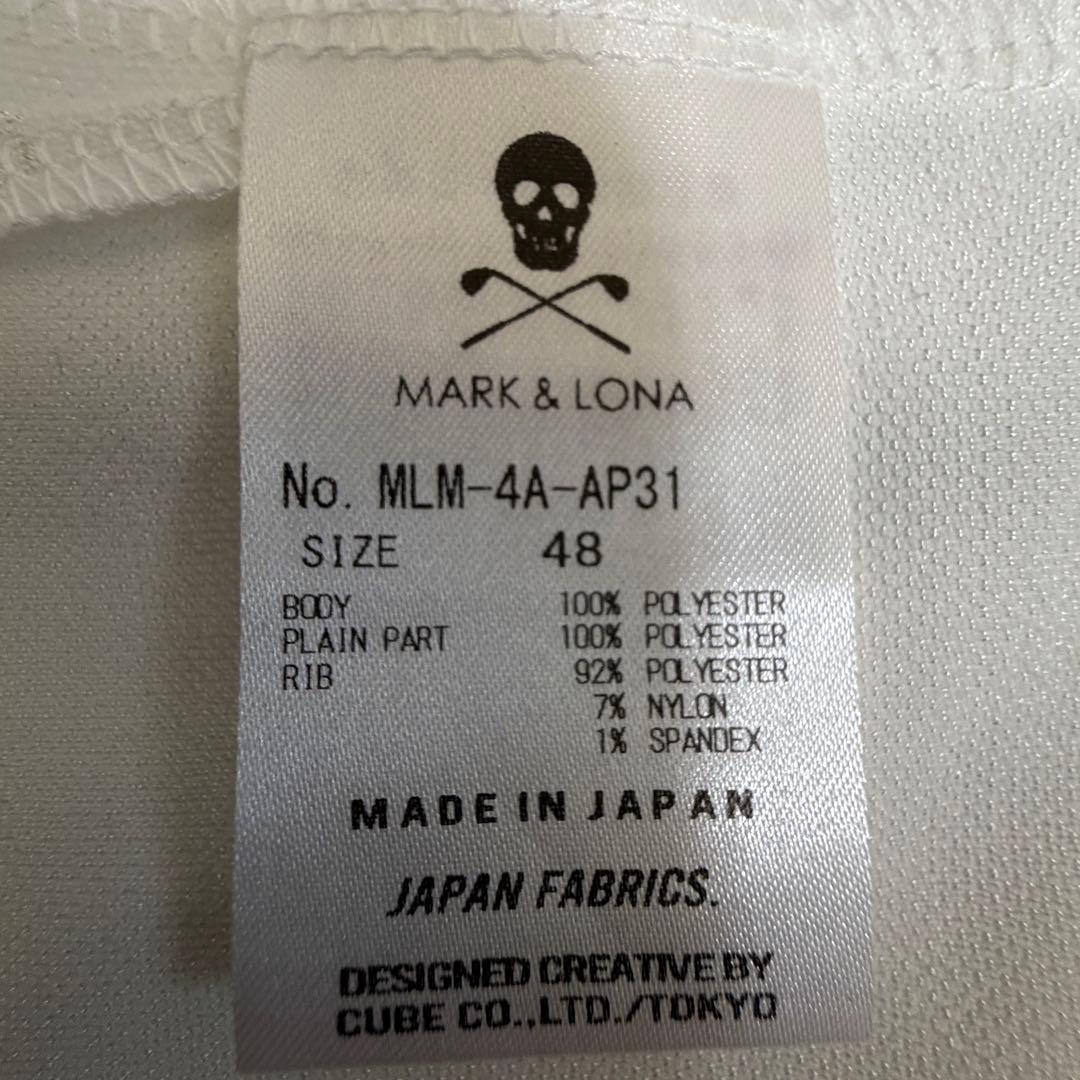 MARK & LONA
No. MLM-4A-AP31
SIZE 48
BODY 100% POLYESTER
PLAIN PART 100% POLYESTER
RIB 92% POLYESTER
7% NYLON
1% SPANDEX
MADE IN JAPAN
JAPAN FABRICS.
DESIGNED CREATIVE BY
CUBE CO.,LTD./TOKYO